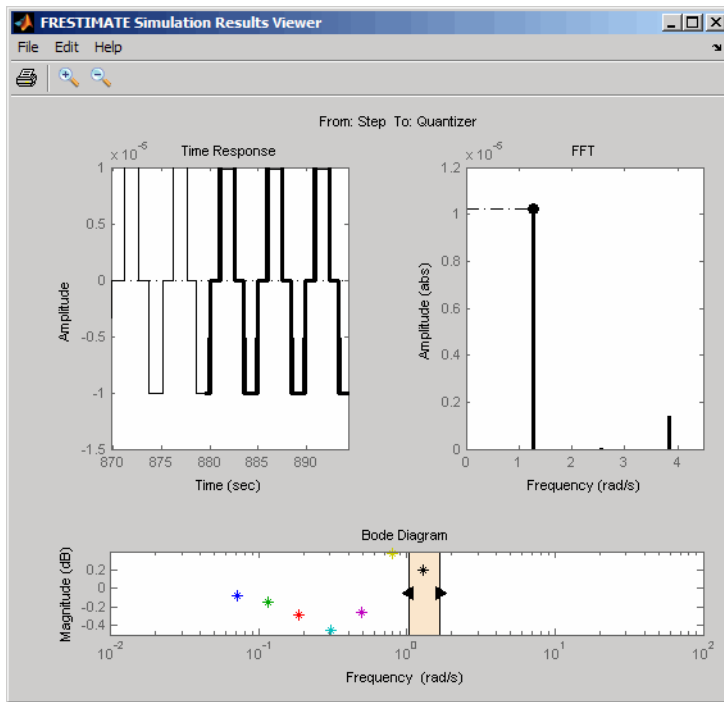 FRESTIMATE Simulation Results Viewer
File Edit Help
From: Step To: Quantizer
Time Response
x 10^-6
1
0.5
0
-0.5
-1
-1.5
870 875 880 885 890
Amplitude
Time (sec)
FFT
x 10^-6
1.2
1
0.8
0.6
0.4
0.2
0
0 1 2 3 4
Amplitude (abs)
Frequency (rad/s)
Bode Diagram
0.2
0
-0.2
-0.4
10^-2 10^-1 10^0 10^1 10^2
Magnitude (dB)
Frequency (rad/s)